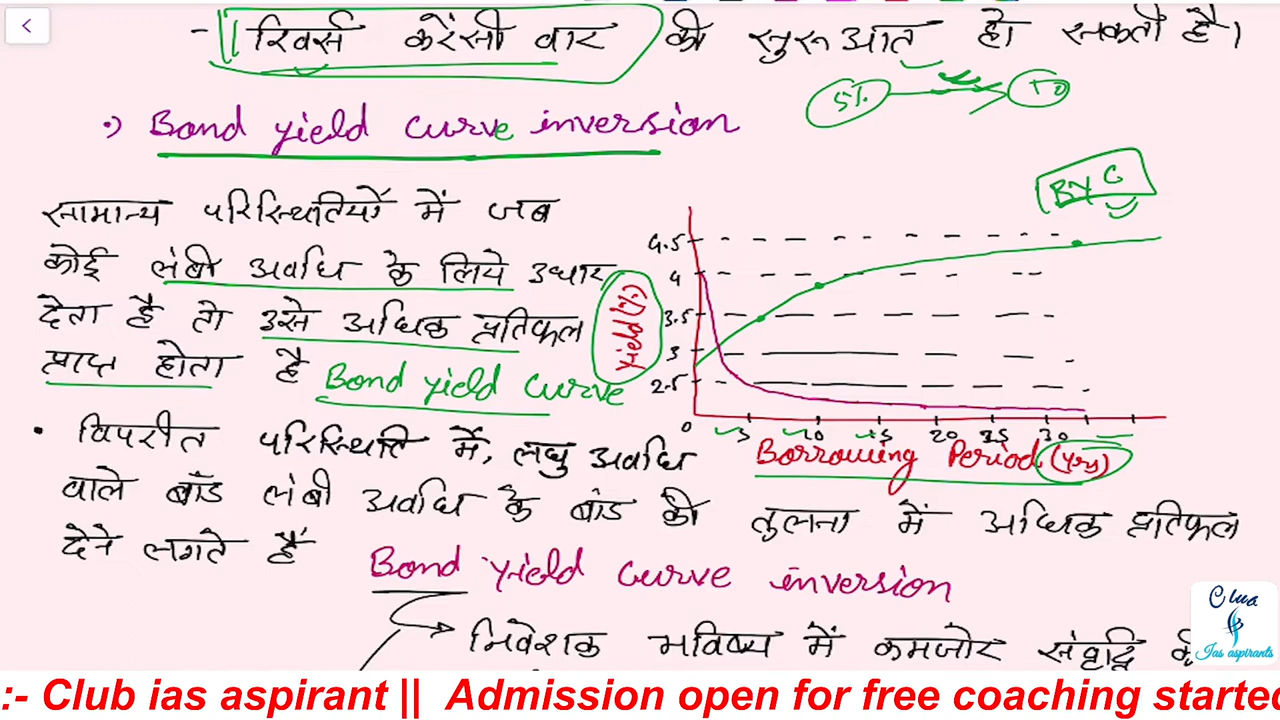 - रिवर्स करेंसी वार की सुरूआत हो सकती है।
5%
Bond yield curve inversion
BYC
सामान्य परिस्थितियों में जब
कोई लंबी अवधि के लिये उधार
देता है तो उसे अधिक प्रतिफल
प्राप्त होता है Bond yield curve
yield (%)
4.5
4
3.5
3
2.5
0 5 10 15 20 25 30
Borrowing Period (yrs)
• विपरीत परिस्थिति में, लघु अवधि
वाले बॉंड लंबी अवधि के बांड की तुलना में अधिक प्रतिफल
देने लगते हैं Bond yield curve inversion
निवेशक भविष्य में कमजोर संवृद्धि की
Club
Ias aspirants
:- Club ias aspirant || Admission open for free coaching started